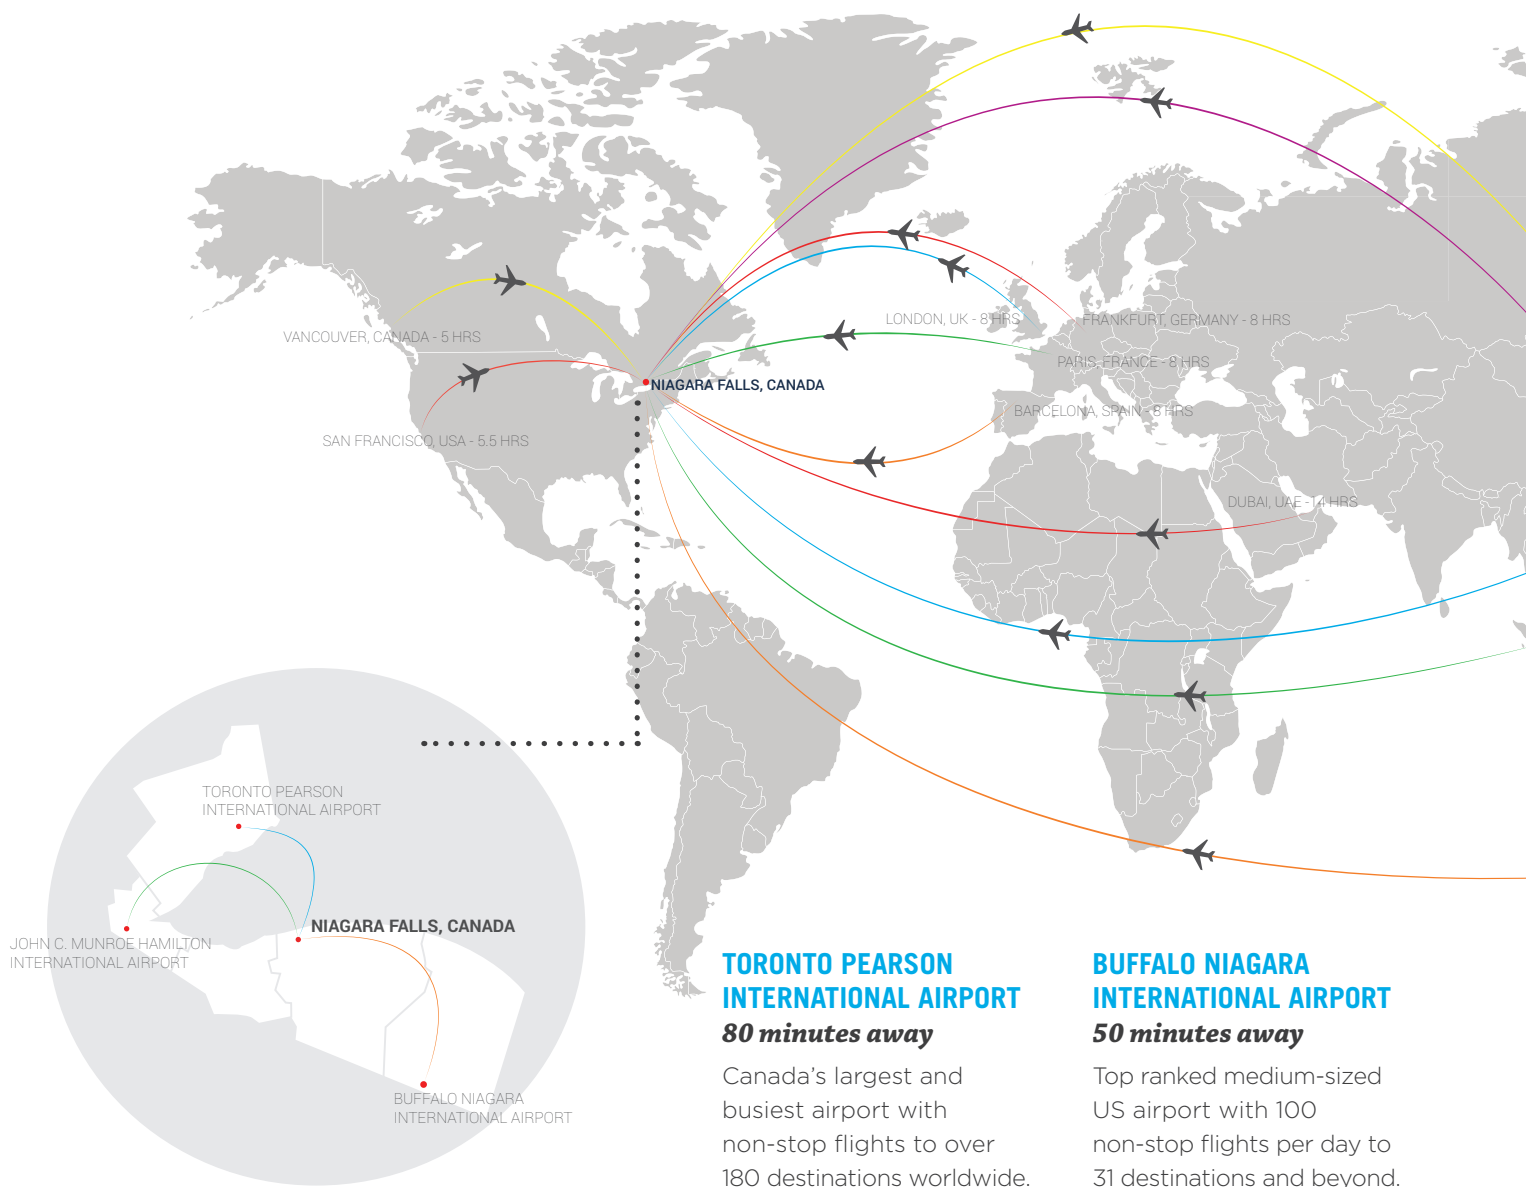 VANCOUVER, CANADA - 5 HRS
SAN FRANCISCO, USA - 5.5 HRS
NIAGARA FALLS, CANADA
LONDON, UK - 8 HRS
FRANKFURT, GERMANY - 8 HRS
PARIS, FRANCE - 8 HRS
BARCELONA, SPAIN - 8 HRS
DUBAI, UAE -14 HRS
TORONTO PEARSON
INTERNATIONAL AIRPORT
NIAGARA FALLS, CANADA
JOHN C. MUNROE HAMILTON
INTERNATIONAL AIRPORT
BUFFALO NIAGARA
INTERNATIONAL AIRPORT
TORONTO PEARSON
INTERNATIONAL AIRPORT
80 minutes away
Canada’s largest and
busiest airport with
non-stop flights to over
180 destinations worldwide.
BUFFALO NIAGARA
INTERNATIONAL AIRPORT
50 minutes away
Top ranked medium-sized
US airport with 100
non-stop flights per day to
31 destinations and beyond.